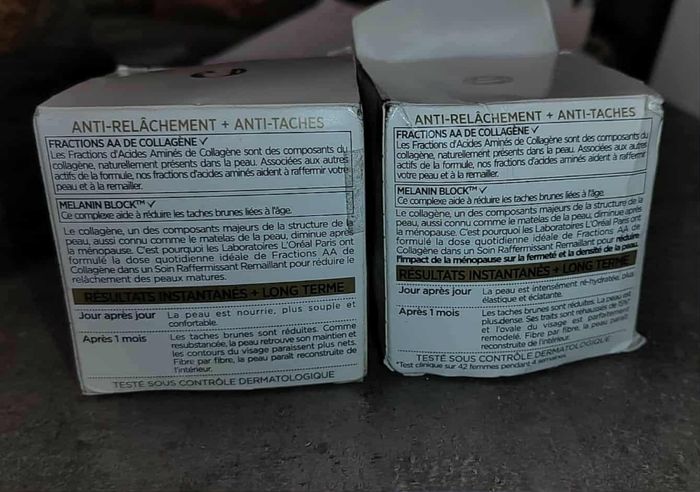 ANTI-RELÂCHEMENT + ANTI-TACHES
FRACTIONS AA DE COLLAGÈNE ✓
Les Fractions d'Acides Aminés de Collagène sont des composants du
collagène, naturellement présents dans la peau. Associées aux autres
actifs de la formule, nos fractions d'acides aminés aident à raffermir votre
peau et à la remailler.
MELANIN BLOCK™ ✓
Ce complexe aide à réduire les taches brunes liées à l'âge.
Le collagène, un des composants majeurs de la structure de la
peau, aussi connu comme le matelas de la peau, diminue après
la ménopause. C'est pourquoi les Laboratoires L'Oréal Paris ont
formulé la dose quotidienne idéale de Fractions AA de
Collagène dans un Soin Raffermissant Remaillant pour réduire le
relâchement des peaux matures.
RÉSULTATS INSTANTANÉS + LONG TERME
Jour après jour La peau est nourrie, plus souple et
confortable.
Après 1 mois Les taches brunes sont réduites. Comme
resubstancée, la peau retrouve son maintien et
les contours du visage paraissent plus nets.
Fibre par fibre, la peau paraît reconstruite de
l'intérieur.
TESTÉ SOUS CONTRÔLE DERMATOLOGIQUE
ANTI-RELÂCHEMENT + ANTI-TACHES
FRACTIONS AA DE COLLAGÈNE ✓
Les Fractions d'Acides Aminés de Collagène sont des composants du
collagène, naturellement présents dans la peau. Associées aux autres
actifs de la formule, nos fractions d'acides aminés aident à raffermir
votre peau et à la remailler.
MELANIN BLOCK™ ✓
Ce complexe aide à réduire les taches brunes liées à l'âge.
Le collagène, un des composants majeurs de la structure de la
peau, aussi connu comme le matelas de la peau, diminue après
la ménopause. C'est pourquoi les Laboratoires L'Oréal Paris ont
formulé la dose quotidienne idéale de Fractions AA de
Collagène dans un Soin Raffermissant Remaillant pour réduire
l'impact de la ménopause sur la fermeté et la densité de la peau.
RÉSULTATS INSTANTANÉS + LONG TERME
Jour après jour La peau est intensément ré-hydratée, plus
élastique et éclatante.
Après 1 mois Les taches brunes sont réduites. La peau est
plus dense. Ses traits sont rehaussés de
et l'ovale du visage est parfaitement
remodelé. Fibre par fibre, la peau paraît
reconstruite de l'intérieur.
TESTÉ SOUS CONTRÔLE DERMATOLOGIQUE
*Test clinique sur 42 femmes pendant 4 semaines.